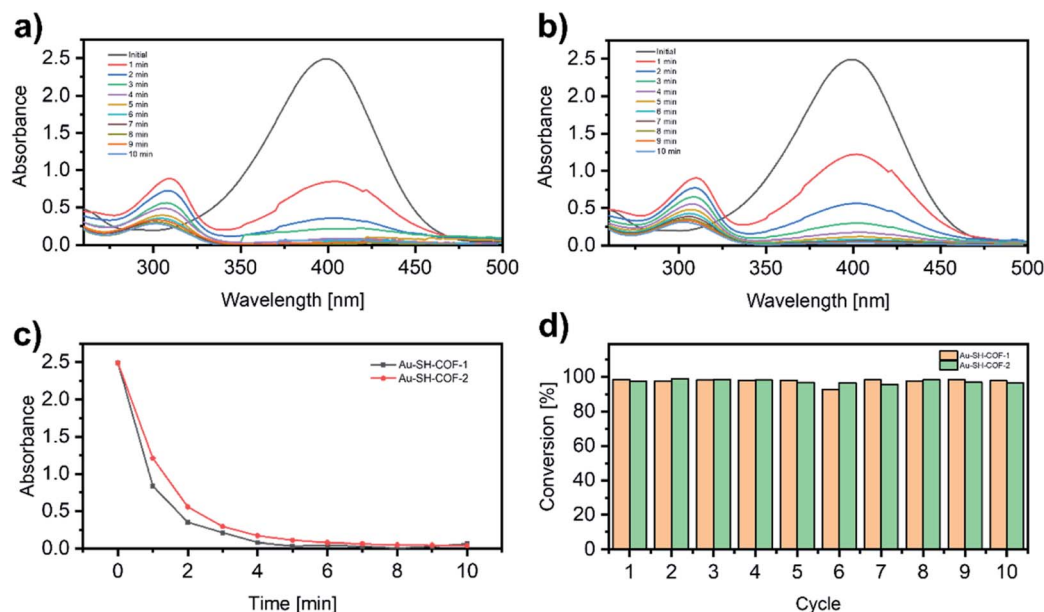 a)
Absorbance
2.5
2.0
1.5
1.0
0.5
0.0
Initial
1 min
2 min
3 min
4 min
5 min
6 min
7 min
8 min
9 min
10 min
300 350 400 450 500
Wavelength [nm]
b)
Absorbance
2.5
2.0
1.5
1.0
0.5
0.0
Initial
1 min
2 min
3 min
4 min
5 min
6 min
7 min
8 min
9 min
10 min
300 350 400 450 500
Wavelength [nm]
c)
Absorbance
2.5
2.0
1.5
1.0
0.5
0.0
Au-SH-COF-1
Au-SH-COF-2
0 2 4 6 8 10
Time [min]
d)
Conversion [%]
100
80
60
40
20
0
Au-SH-COF-1
Au-SH-COF-2
1 2 3 4 5 6 7 8 9 10
Cycle